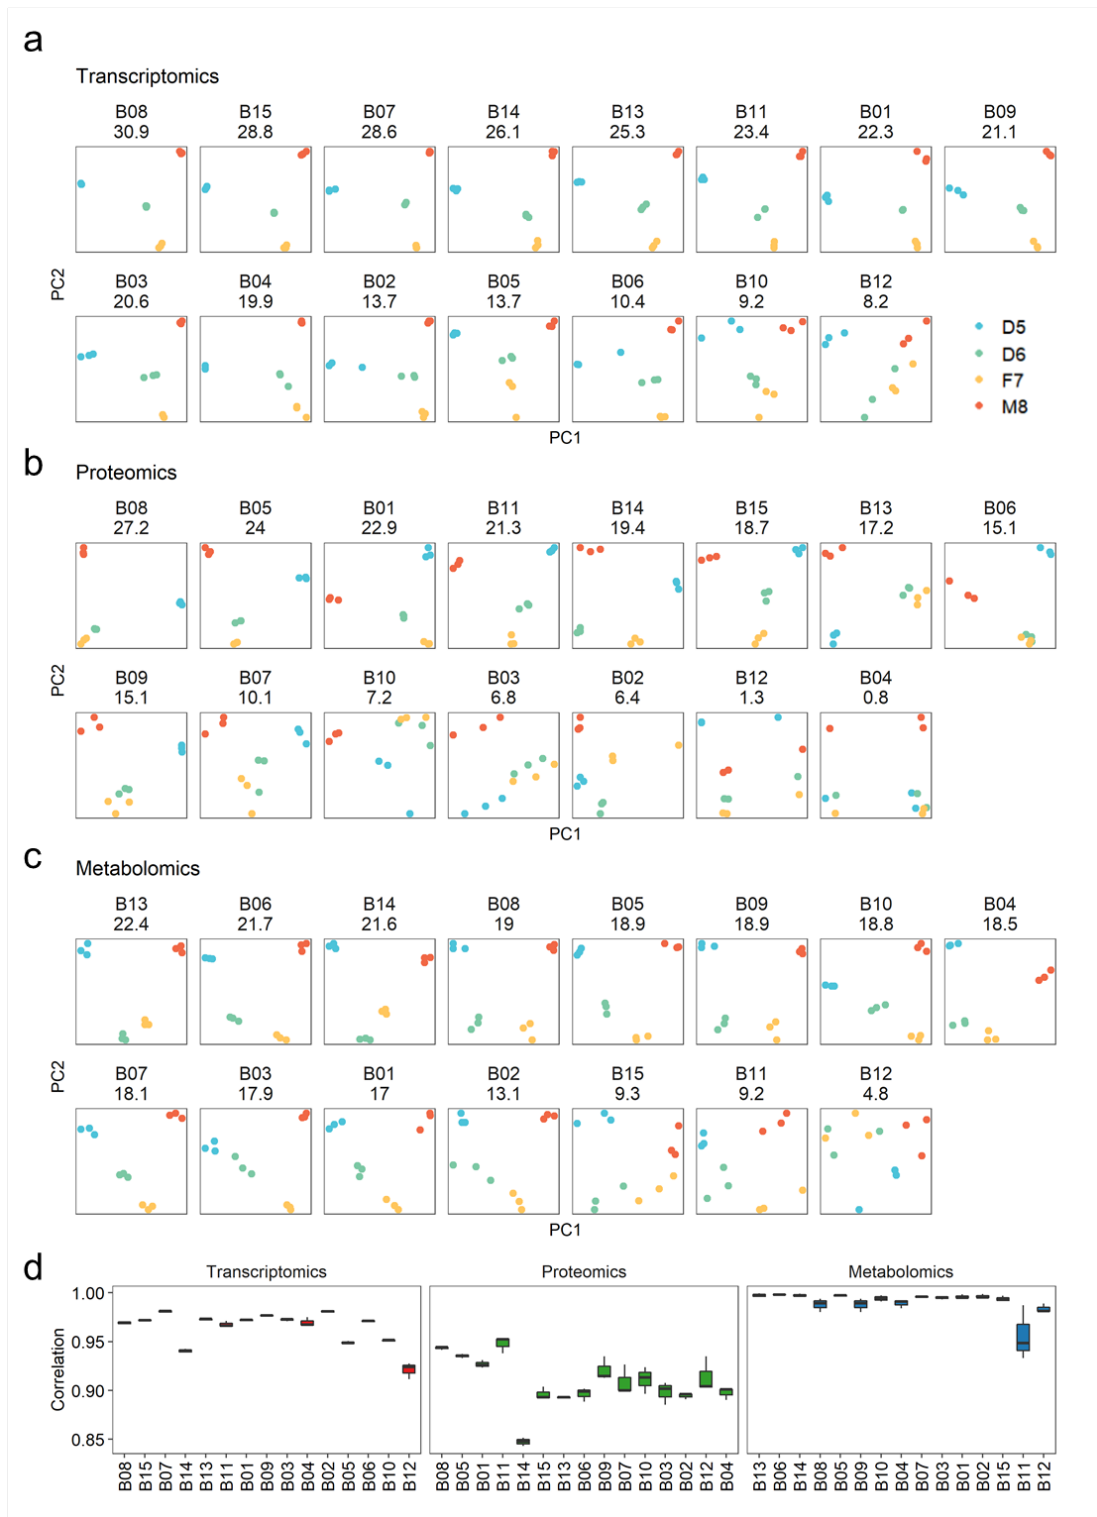 a
Transcriptomics
B08 B15 B07 B14 B13 B11 B01 B09
30.9 28.8 28.6 26.1 25.3 23.4 22.3 21.1
PC2
B03 B04 B02 B05 B06 B10 B12
20.6 19.9 13.7 13.7 10.4 9.2 8.2
D5
D6
F7
M8
PC1
b
Proteomics
B08 B05 B01 B11 B14 B15 B13 B06
27.2 24 22.9 21.3 19.4 18.7 17.2 15.1
PC2
B09 B07 B10 B03 B02 B12 B04
15.1 10.1 7.2 6.8 6.4 1.3 0.8
PC1
c
Metabolomics
B13 B06 B14 B08 B05 B09 B10 B04
22.4 21.7 21.6 19 18.9 18.9 18.8 18.5
PC2
B07 B03 B01 B02 B15 B11 B12
18.1 17.9 17 13.1 9.3 9.2 4.8
PC1
d
Transcriptomics Proteomics Metabolomics
Correlation
1.00
0.95
0.90
0.85
B08 B15 B07 B14 B13 B11 B01 B09 B03 B04 B02 B05 B06 B10 B12
B08 B05 B01 B11 B14 B15 B13 B06 B09 B07 B10 B03 B02 B12 B04
B13 B06 B14 B08 B05 B09 B10 B04 B07 B03 B01 B02 B15 B11 B12